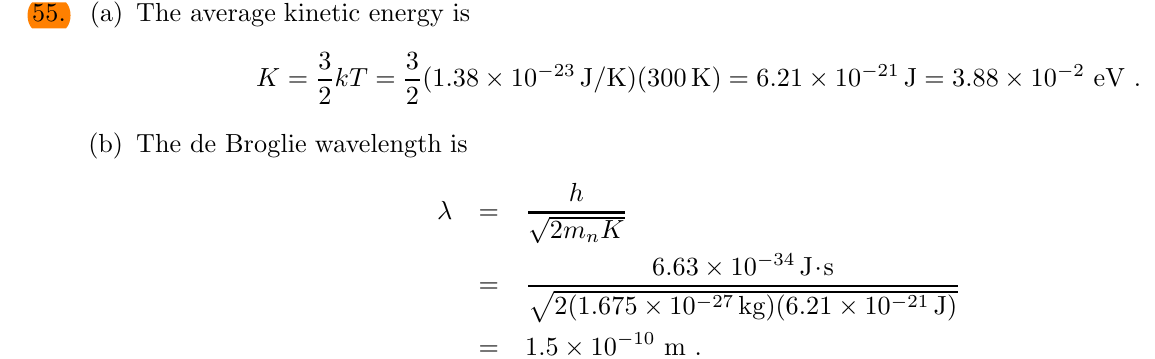 55. (a) The average kinetic energy is
K = 3/2 kT = 3/2 (1.38 × 10⁻²³ J/K)(300 K) = 6.21 × 10⁻²¹ J = 3.88 × 10⁻² eV .
(b) The de Broglie wavelength is
λ = h / √(2mₙK)
= 6.63 × 10⁻³⁴ J·s / √(2(1.675 × 10⁻²⁷ kg)(6.21 × 10⁻²¹ J))
= 1.5 × 10⁻¹⁰ m .